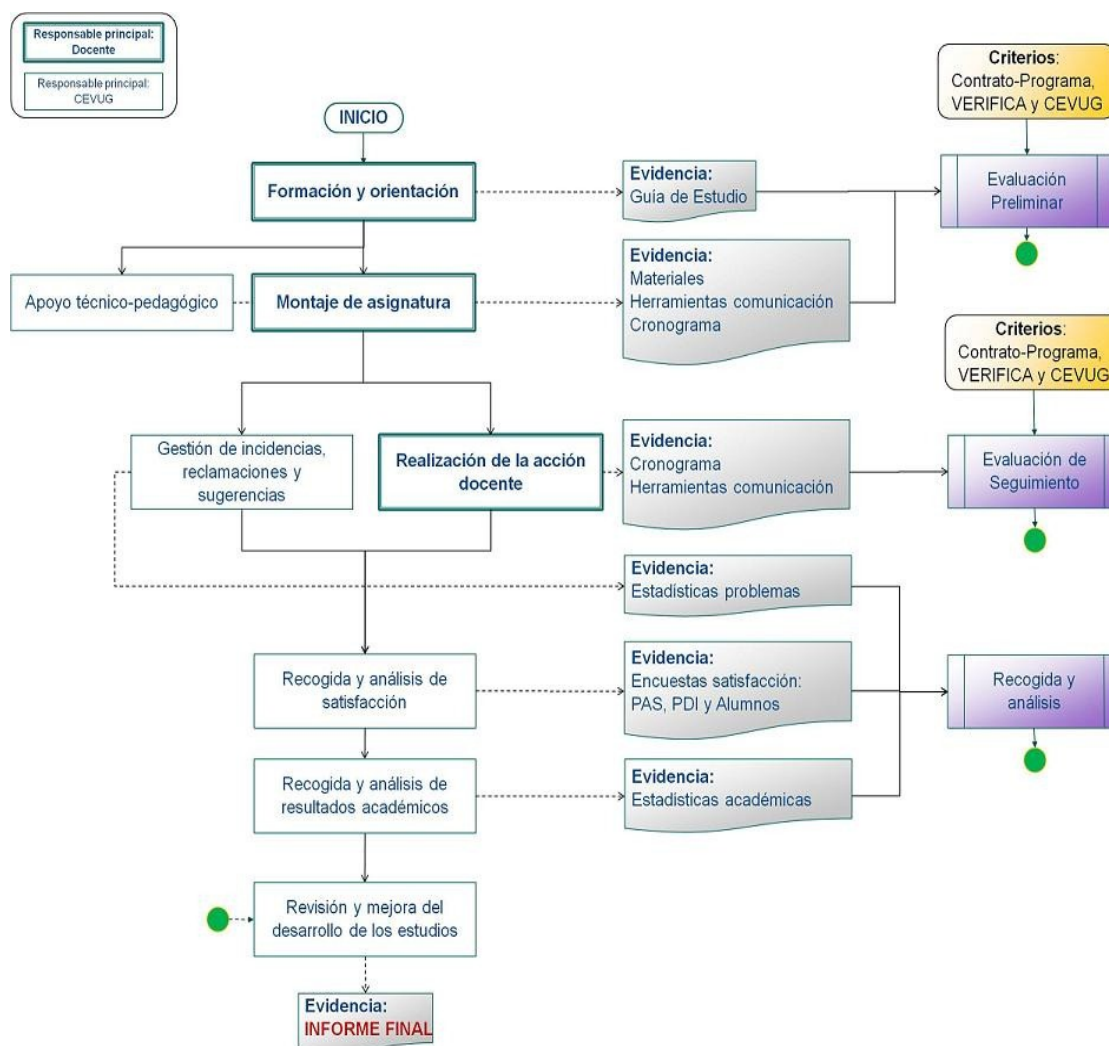 Responsable principal:
Docente
Responsable principal:
CEVUG
INICIO
Criterios:
Contrato-Programa,
VERIFICA y CEVUG
Formación y orientación
Evidencia:
Guía de Estudio
Evaluación
Preliminar
Apoyo técnico-pedagógico
Montaje de asignatura
Evidencia:
Materiales
Herramientas comunicación
Cronograma
Criterios:
Contrato-Programa,
VERIFICA y CEVUG
Gestión de incidencias,
reclamaciones y
sugerencias
Realización de la acción
docente
Evidencia:
Cronograma
Herramientas comunicación
Evaluación de
Seguimiento
Evidencia:
Estadísticas problemas
Recogida y análisis de
satisfacción
Evidencia:
Encuestas satisfacción:
PAS, PDI y Alumnos
Recogida y
análisis
Recogida y análisis de
resultados académicos
Evidencia:
Estadísticas académicas
Revisión y mejora del
desarrollo de los estudios
Evidencia:
INFORME FINAL